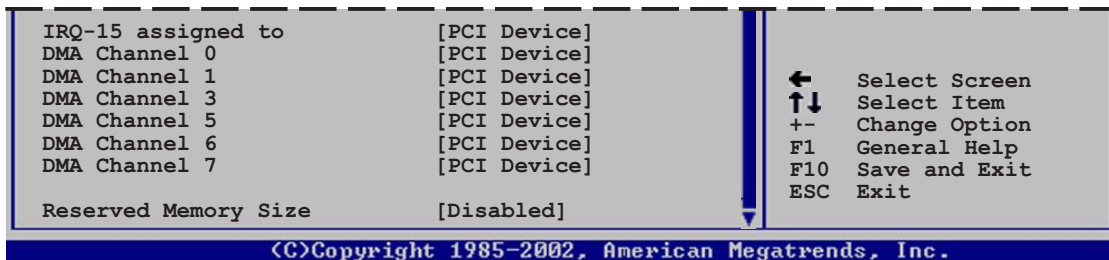 IRQ-15 assigned to [PCI Device]
DMA Channel 0 [PCI Device]
DMA Channel 1 [PCI Device]
DMA Channel 3 [PCI Device]
DMA Channel 5 [PCI Device]
DMA Channel 6 [PCI Device]
DMA Channel 7 [PCI Device]
Reserved Memory Size [Disabled]
← Select Screen
↑↓ Select Item
+- Change Option
F1 General Help
F10 Save and Exit
ESC Exit
(C)Copyright 1985-2002, American Megatrends, Inc.